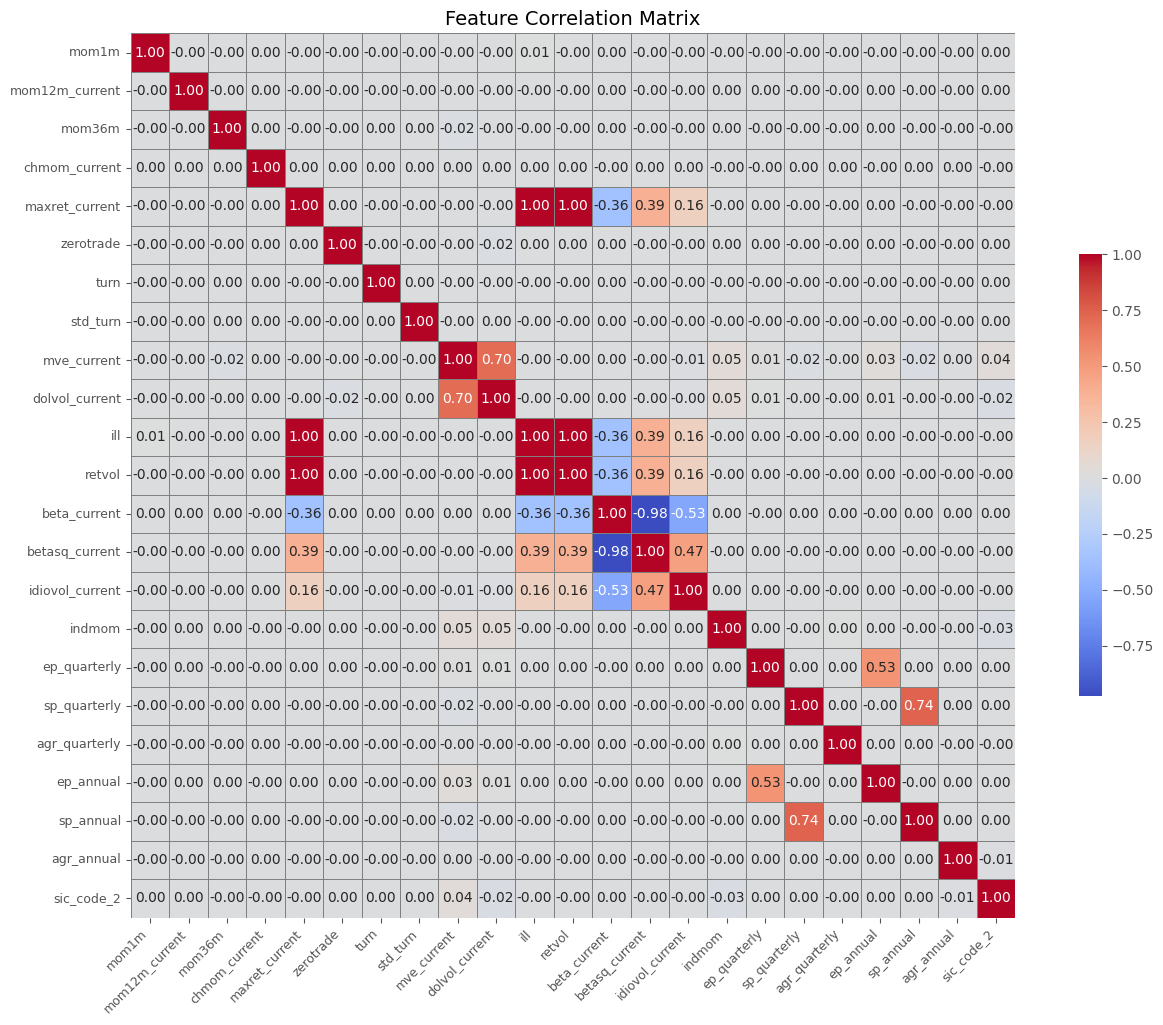 Feature Correlation Matrix
mom1m 1.00 -0.00 -0.00 0.00 -0.00 -0.00 -0.00 -0.00 -0.00 -0.00 0.01 -0.00 0.00 -0.00 -0.00 -0.00 -0.00 -0.00 -0.00 -0.00 -0.00 -0.00 0.00
mom12m_current -0.00 1.00 -0.00 0.00 -0.00 -0.00 -0.00 -0.00 -0.00 -0.00 -0.00 -0.00 0.00 -0.00 -0.00 0.00 0.00 -0.00 -0.00 0.00 -0.00 -0.00 0.00
mom36m -0.00 -0.00 1.00 0.00 -0.00 -0.00 0.00 0.00 -0.02 -0.00 -0.00 -0.00 0.00 -0.00 -0.00 0.00 -0.00 -0.00 -0.00 -0.00 -0.00 -0.00 -0.00
chmom_current 0.00 0.00 0.00 1.00 0.00 0.00 -0.00 0.00 -0.00 -0.00 0.00 0.00 -0.00 0.00 0.00 -0.00 0.00 0.00 0.00 -0.00 0.00 0.00 -0.00
maxret_current -0.00 -0.00 -0.00 0.00 1.00 0.00 -0.00 -0.00 -0.00 -0.00 1.00 1.00 -0.36 0.39 0.16 -0.00 0.00 -0.00 -0.00 0.00 -0.00 -0.00 -0.00
zerotrade -0.00 -0.00 -0.00 0.00 0.00 1.00 -0.00 -0.00 -0.00 -0.02 0.00 0.00 0.00 -0.00 -0.00 -0.00 -0.00 -0.00 -0.00 -0.00 -0.00 -0.00 0.00
turn -0.00 -0.00 0.00 -0.00 -0.00 -0.00 1.00 0.00 -0.00 -0.00 -0.00 -0.00 0.00 -0.00 -0.00 -0.00 -0.00 -0.00 -0.00 -0.00 -0.00 -0.00 0.00
std_turn -0.00 -0.00 0.00 0.00 -0.00 -0.00 0.00 1.00 -0.00 0.00 -0.00 -0.00 0.00 -0.00 -0.00 -0.00 -0.00 -0.00 -0.00 -0.00 -0.00 -0.00 0.00
mve_current -0.00 -0.00 -0.02 -0.00 -0.00 -0.00 -0.00 -0.00 1.00 0.70 -0.00 -0.00 0.00 -0.00 -0.01 0.05 0.01 -0.02 -0.00 0.03 -0.02 0.00 0.04
dolvol_current -0.00 -0.00 -0.00 -0.00 -0.00 -0.02 -0.00 0.00 0.70 1.00 -0.00 -0.00 0.00 -0.00 -0.00 0.05 0.01 -0.00 -0.00 0.01 -0.00 -0.00 -0.02
ill 0.01 -0.00 -0.00 0.00 1.00 0.00 -0.00 -0.00 -0.00 -0.00 1.00 1.00 -0.36 0.39 0.16 -0.00 0.00 -0.00 -0.00 0.00 -0.00 -0.00 -0.00
retvol -0.00 -0.00 -0.00 0.00 1.00 0.00 -0.00 -0.00 -0.00 -0.00 1.00 1.00 -0.36 0.39 0.16 -0.00 0.00 -0.00 -0.00 0.00 -0.00 -0.00 -0.00
beta_current 0.00 0.00 0.00 -0.00 -0.36 0.00 0.00 0.00 0.00 0.00 -0.36 -0.36 1.00 -0.98 -0.53 0.00 -0.00 0.00 -0.00 -0.00 0.00 -0.00 0.00
betasq_current -0.00 -0.00 -0.00 0.00 0.39 -0.00 -0.00 -0.00 -0.00 -0.00 0.39 0.39 -0.98 1.00 0.47 -0.00 0.00 -0.00 0.00 0.00 -0.00 0.00 -0.00
idiovol_current -0.00 -0.00 -0.00 0.00 0.16 -0.00 -0.00 -0.00 -0.01 -0.00 0.16 0.16 -0.53 0.47 1.00 0.00 0.00 -0.00 0.00 0.00 -0.00 0.00 -0.00
indmom -0.00 0.00 0.00 -0.00 -0.00 -0.00 -0.00 -0.00 0.05 0.05 -0.00 -0.00 0.00 -0.00 0.00 1.00 0.00 -0.00 -0.00 0.00 -0.00 -0.00 -0.03
ep_quarterly -0.00 0.00 -0.00 0.00 0.00 -0.00 -0.00 -0.00 0.01 0.01 0.00 0.00 -0.00 0.00 0.00 0.00 1.00 0.00 -0.00 0.53 0.00 0.00 0.00
sp_quarterly -0.00 -0.00 -0.00 0.00 -0.00 -0.00 -0.00 -0.00 -0.02 -0.00 -0.00 -0.00 0.00 -0.00 -0.00 -0.00 0.00 1.00 0.00 -0.00 0.74 0.00 0.00
agr_quarterly -0.00 -0.00 -0.00 0.00 -0.00 -0.00 -0.00 -0.00 -0.00 -0.00 -0.00 -0.00 -0.00 0.00 0.00 -0.00 -0.00 0.00 1.00 0.00 0.00 0.00 -0.00
ep_annual -0.00 0.00 -0.00 -0.00 0.00 -0.00 -0.00 -0.00 0.03 0.01 0.00 0.00 -0.00 0.00 0.00 0.00 0.53 -0.00 0.00 1.00 -0.00 0.00 0.00
sp_annual -0.00 -0.00 -0.00 0.00 -0.00 -0.00 -0.00 -0.00 -0.02 -0.00 -0.00 -0.00 0.00 -0.00 -0.00 -0.00 0.00 0.74 0.00 -0.00 1.00 0.00 0.00
agr_annual -0.00 -0.00 -0.00 0.00 -0.00 -0.00 -0.00 -0.00 0.00 -0.00 -0.00 -0.00 -0.00 0.00 0.00 -0.00 0.00 0.00 0.00 0.00 0.00 1.00 -0.01
sic_code_2 0.00 0.00 -0.00 -0.00 -0.00 0.00 0.00 0.00 0.04 -0.02 -0.00 -0.00 0.00 -0.00 -0.00 -0.03 0.00 0.00 -0.00 0.00 0.00 -0.01 1.00
mom1m
mom12m_current
mom36m
chmom_current
maxret_current
zerotrade
turn
std_turn
mve_current
dolvol_current
ill
retvol
beta_current
betasq_current
idiovol_current
indmom
ep_quarterly
sp_quarterly
agr_quarterly
ep_annual
sp_annual
agr_annual
sic_code_2
1.00
0.75
0.50
0.25
0.00
−0.25
−0.50
−0.75